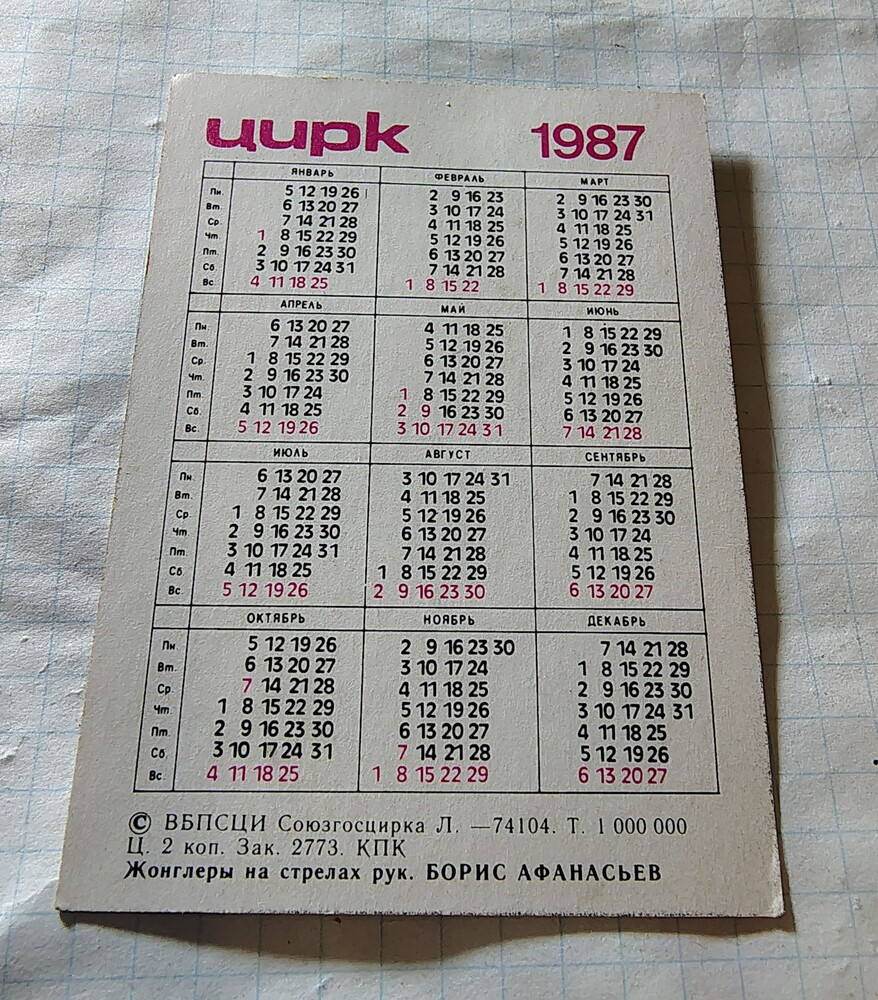 цирк 1987
ЯНВАРЬ ФЕВРАЛЬ МАРТ
Пн. 5 12 19 26 2 9 16 23 2 9 16 23 30
Вт. 6 13 20 27 3 10 17 24 3 10 17 24 31
Ср. 7 14 21 28 4 11 18 25 4 11 18 25
Чт. 1 8 15 22 29 5 12 19 26 5 12 19 26
Пт. 2 9 16 23 30 6 13 20 27 6 13 20 27
Сб. 3 10 17 24 31 7 14 21 28 7 14 21 28
Вс. 4 11 18 25 1 8 15 22 1 8 15 22 29
АПРЕЛЬ МАЙ ИЮНЬ
Пн. 6 13 20 27 4 11 18 25 1 8 15 22 29
Вт. 7 14 21 28 5 12 19 26 2 9 16 23 30
Ср. 1 8 15 22 29 6 13 20 27 3 10 17 24
Чт. 2 9 16 23 30 7 14 21 28 4 11 18 25
Пт. 3 10 17 24 1 8 15 22 29 5 12 19 26
Сб. 4 11 18 25 2 9 16 23 30 6 13 20 27
Вс. 5 12 19 26 3 10 17 24 31 7 14 21 28
ИЮЛЬ АВГУСТ СЕНТЯБРЬ
Пн. 6 13 20 27 3 10 17 24 31 7 14 21 28
Вт. 7 14 21 28 4 11 18 25 1 8 15 22 29
Ср. 1 8 15 22 29 5 12 19 26 2 9 16 23 30
Чт. 2 9 16 23 30 6 13 20 27 3 10 17 24
Пт. 3 10 17 24 31 7 14 21 28 4 11 18 25
Сб. 4 11 18 25 1 8 15 22 29 5 12 19 26
Вс. 5 12 19 26 2 9 16 23 30 6 13 20 27
ОКТЯБРЬ НОЯБРЬ ДЕКАБРЬ
Пн. 5 12 19 26 2 9 16 23 30 7 14 21 28
Вт. 6 13 20 27 3 10 17 24 1 8 15 22 29
Ср. 7 14 21 28 4 11 18 25 2 9 16 23 30
Чт. 1 8 15 22 29 5 12 19 26 3 10 17 24 31
Пт. 2 9 16 23 30 6 13 20 27 4 11 18 25
Сб. 3 10 17 24 31 7 14 21 28 5 12 19 26
Вс. 4 11 18 25 1 8 15 22 29 6 13 20 27
© ВБПСЦИ Союзгосцирка Л. —74104. Т. 1 000 000
Ц. 2 коп. Зак. 2773. КПК
Жонглеры на стрелах рук. БОРИС АФАНАСЬЕВ